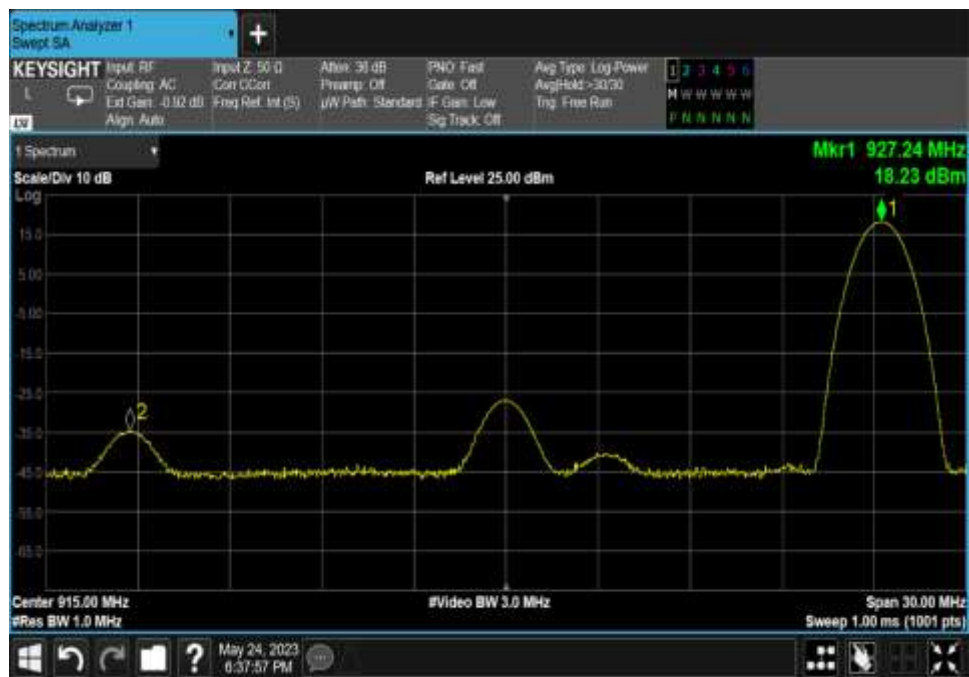 Spectrum Analyzer 1
Swept SA
+
KEYSIGHT
L
Input: RF
Coupling: AC
Ext Gain: -0.92 dB
Align: Auto
Input Z: 50 Ω
Corr CCorr
Freq Ref: Int (S)
Atten: 36 dB
Preamp: Off
µW Path: Standard
PNO: Fast
Gate: Off
IF Gain: Low
Sig Track: Off
Avg Type: Log-Power
Avg|Hold:>30/30
Trig: Free Run
1 2 3 4 5 6
M W W W W W
P N N N N N
1 Spectrum
Scale/Div 10 dB
Ref Level 25.00 dBm
Mkr1 927.24 MHz
18.23 dBm
Log
15.0
5.00
-5.00
-15.0
-25.0
-35.0
-45.0
-55.0
-65.0
1
2
Center 915.00 MHz
#Res BW 1.0 MHz
#Video BW 3.0 MHz
Span 30.00 MHz
Sweep 1.00 ms (1001 pts)
?
May 24, 2023
6:37:57 PM